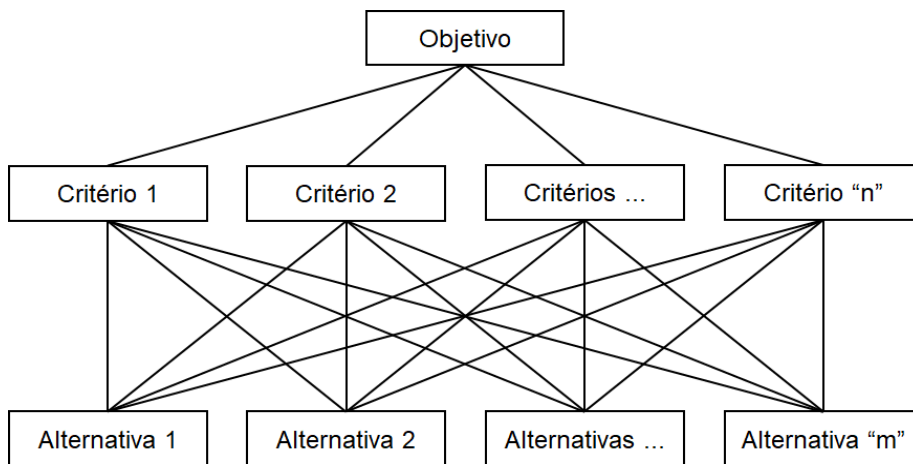 Objetivo
Critério 1
Critério 2
Critérios ...
Critério “n”
Alternativa 1
Alternativa 2
Alternativas ...
Alternativa “m”